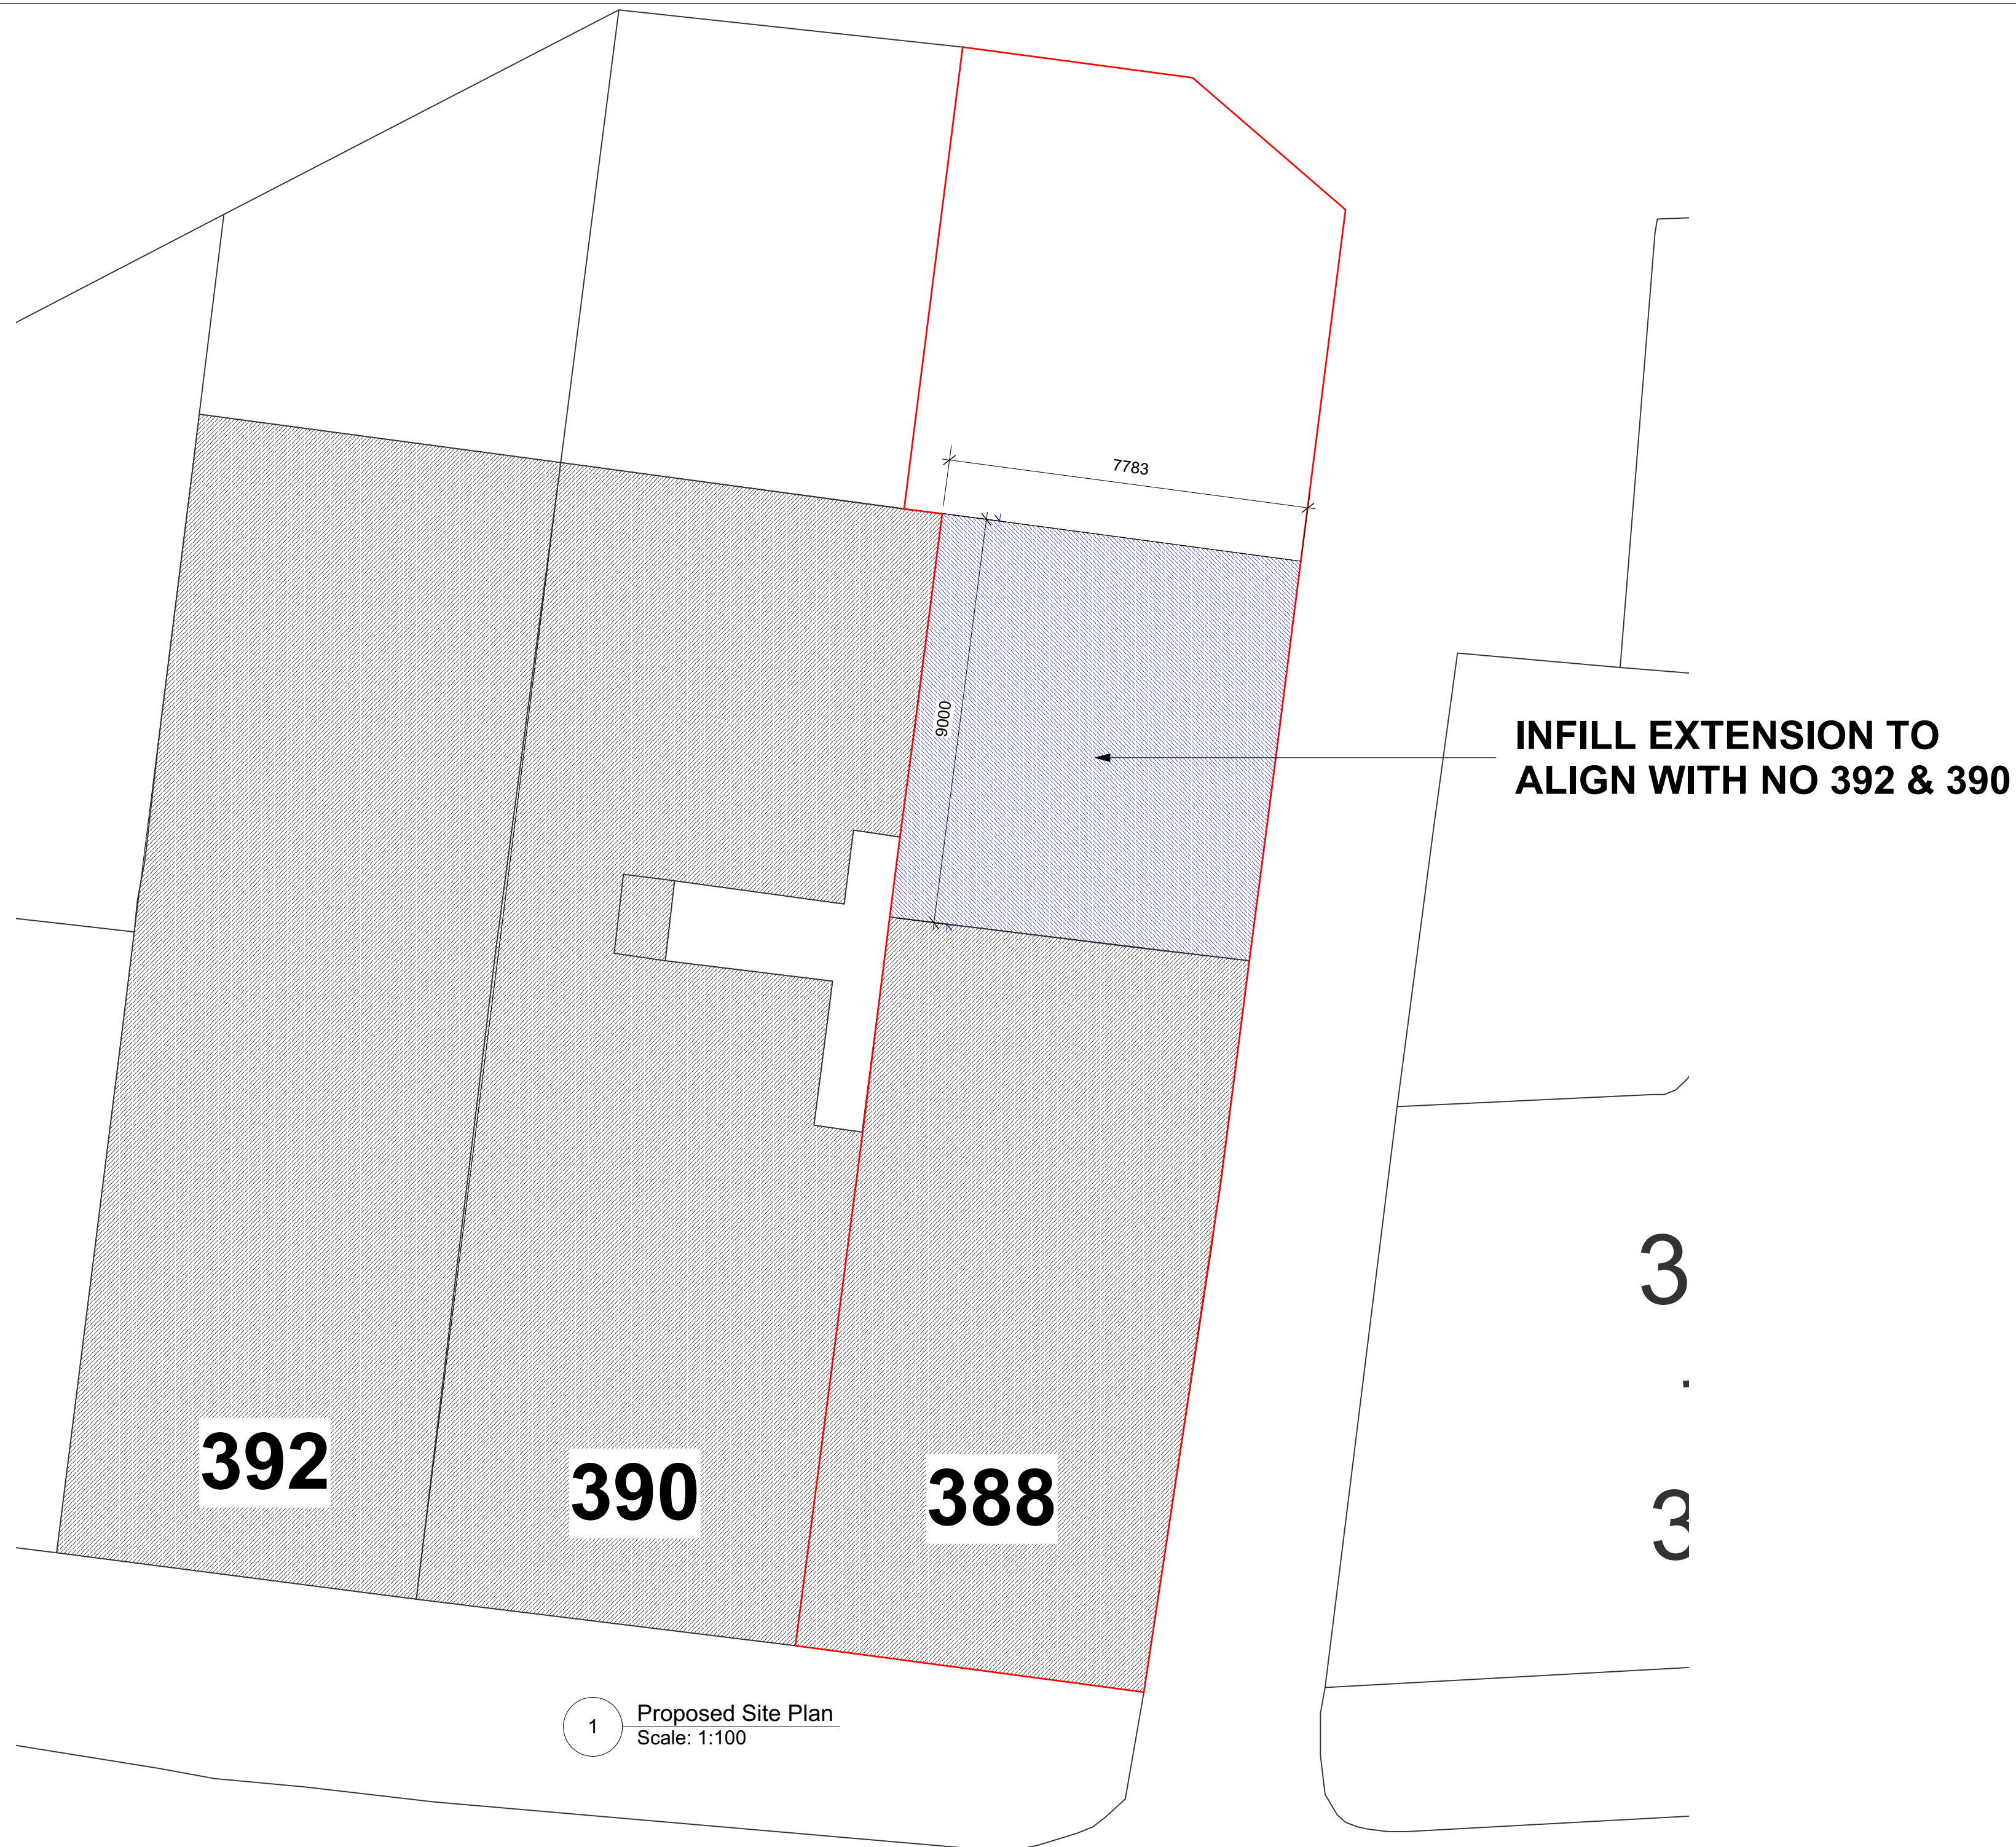 7783
9000
INFILL EXTENSION TO
ALIGN WITH NO 392 & 390
392
390
388
3
3
1
Proposed Site Plan
Scale: 1:100